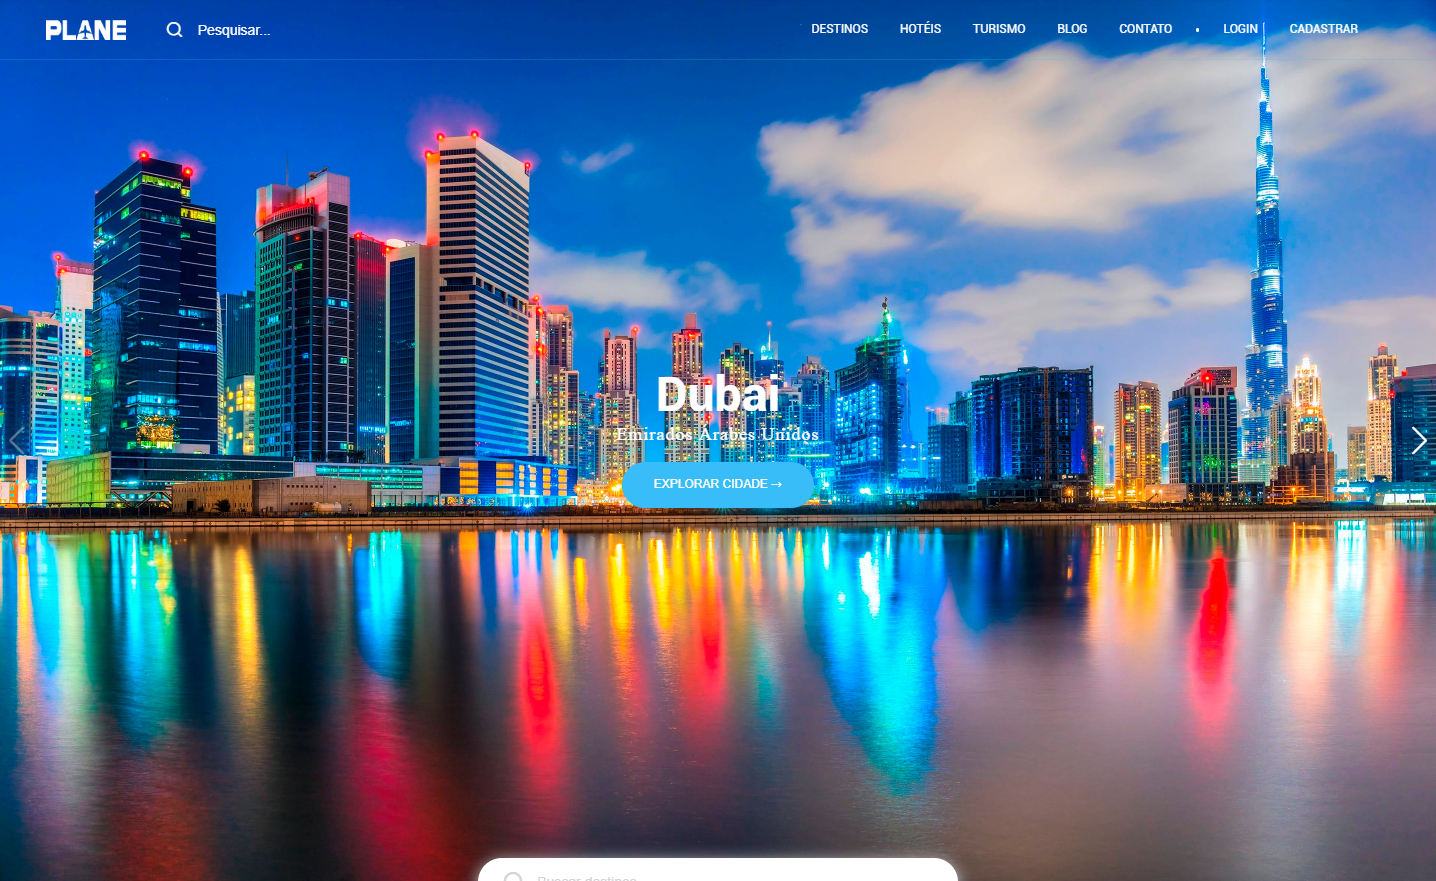 PLANE
Pesquisar...
DESTINOS HOTÉIS TURISMO BLOG CONTATO • LOGIN CADASTRAR
Dubai
Emirados Árabes Unidos
EXPLORAR CIDADE →
Buscar destinos